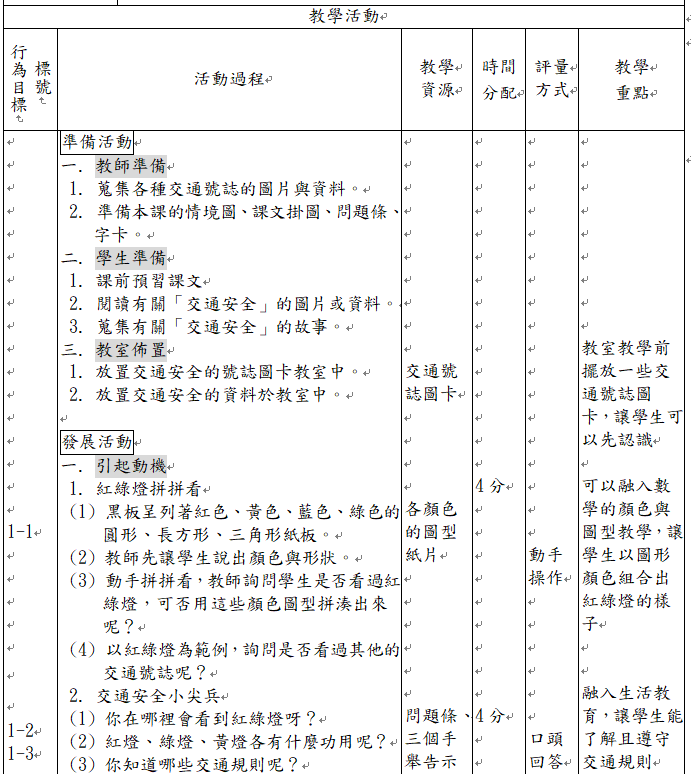 教學活動
行為目標 標號
活動過程
教學資源
時間分配
評量方式
教學重點
準備活動
一. 教師準備
1. 蒐集各種交通號誌的圖片與資料。
2. 準備本課的情境圖、課文掛圖、問題條、
字卡。
二. 學生準備
1. 課前預習課文
2. 閱讀有關「交通安全」的圖片或資料。
3. 蒐集有關「交通安全」的故事。
三. 教室佈置
1. 放置交通安全的號誌圖卡教室中。
2. 放置交通安全的資料於教室中。
交通號
誌圖卡
教室教學前
擺放一些交
通號誌圖
卡，讓學生可
以先認識
發展活動
一. 引起動機
1. 紅綠燈拼拼看
(1) 黑板呈列著紅色、黃色、藍色、綠色的
圓形、長方形、三角形紙板。
(2) 教師先讓學生說出顏色與形狀。
(3) 動手拼拼看，教師詢問學生是否看過紅
綠燈，可否用這些顏色圖型拼湊出來
呢？
(4) 以紅綠燈為範例，詢問是否看過其他的
交通號誌呢？
1-1
各顏色
的圖型
紙片
4分
動手
操作
可以融入數
學的顏色與
圖型教學，讓
學生以圖形
顏色組合出
紅綠燈的樣
子
2. 交通安全小尖兵
(1) 你在哪裡會看到紅綠燈呀？
(2) 紅燈、綠燈、黃燈各有什麼功用呢？
(3) 你知道哪些交通規則呢？
1-2
1-3
問題條、
三個手
舉告示
4分
口頭
回答
融入生活教
育，讓學生能
了解且遵守
交通規則